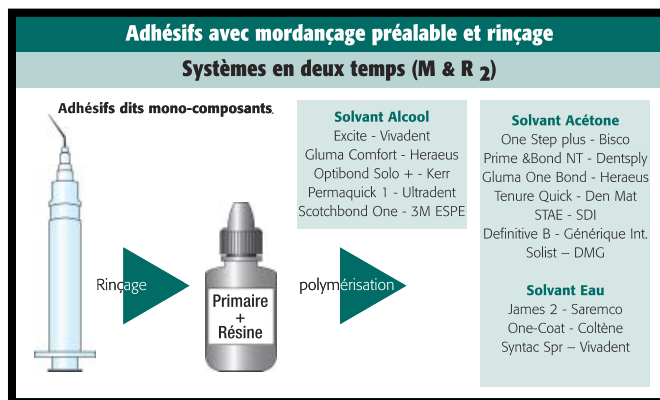 Adhésifs avec mordançage préalable et rinçage
Systèmes en deux temps (M & R 2)
Adhésifs dits mono-composants.
Rinçage
Primaire
+
Résine
polymérisation
Solvant Alcool
Excite - Vivadent
Gluma Comfort - Heraeus
Optibond Solo + - Kerr
Permaquick 1 - Ultradent
Scotchbond One - 3M ESPE
Solvant Acétone
One Step plus - Bisco
Prime &Bond NT - Dentsply
Gluma One Bond - Heraeus
Tenure Quick - Den Mat
STAE - SDI
Definitive B - Générique Int.
Solist – DMG
Solvant Eau
James 2 - Saremco
One-Coat - Coltène
Syntac Spr – Vivadent